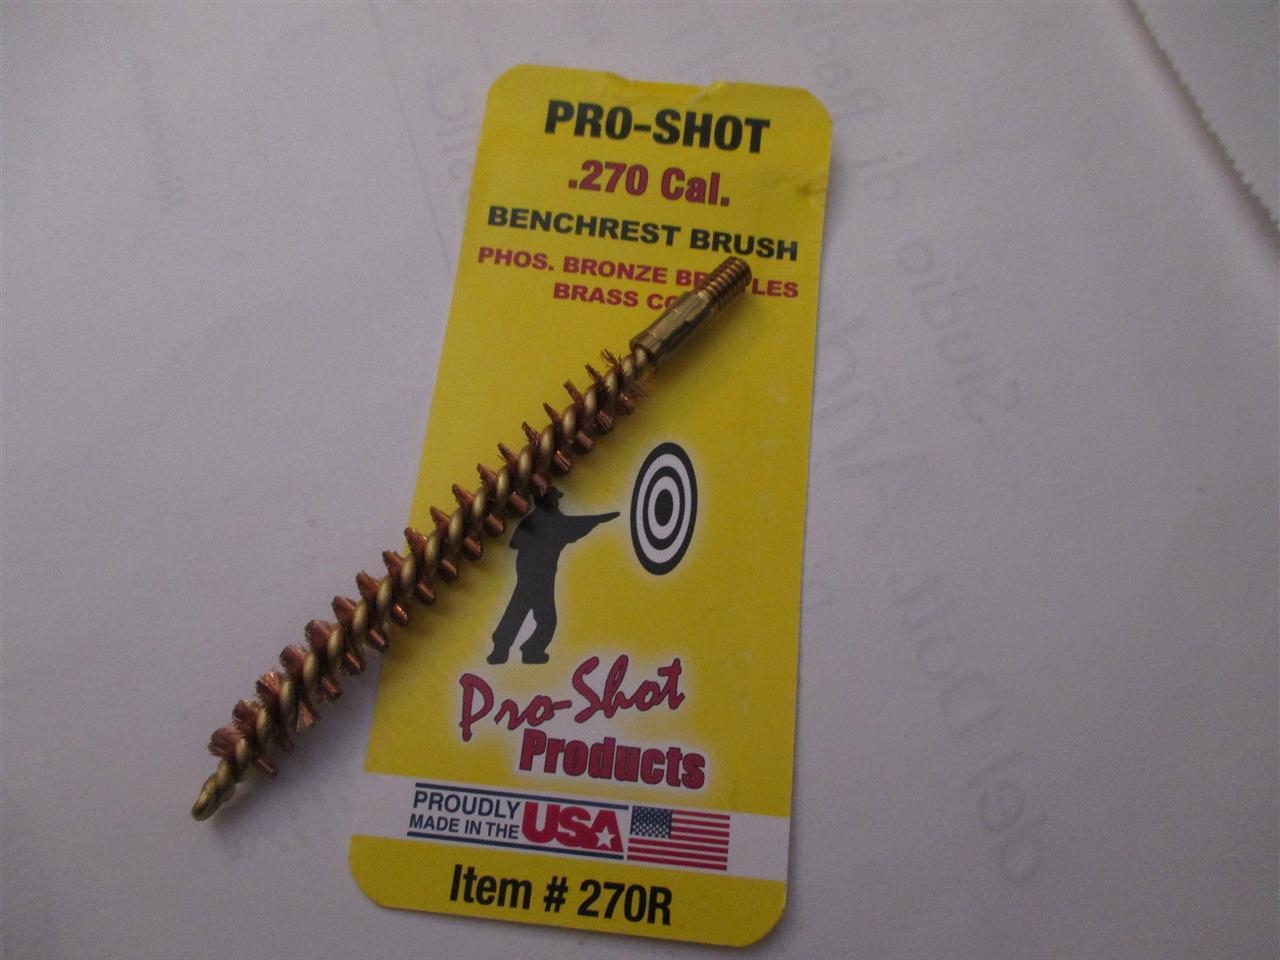 PRO-SHOT
.270 Cal.
BENCHREST BRUSH
PHOS. BRONZE
BRASS
Pro-Shot
Products
PROUDLY
MADE IN THE
USA
Item # 270R